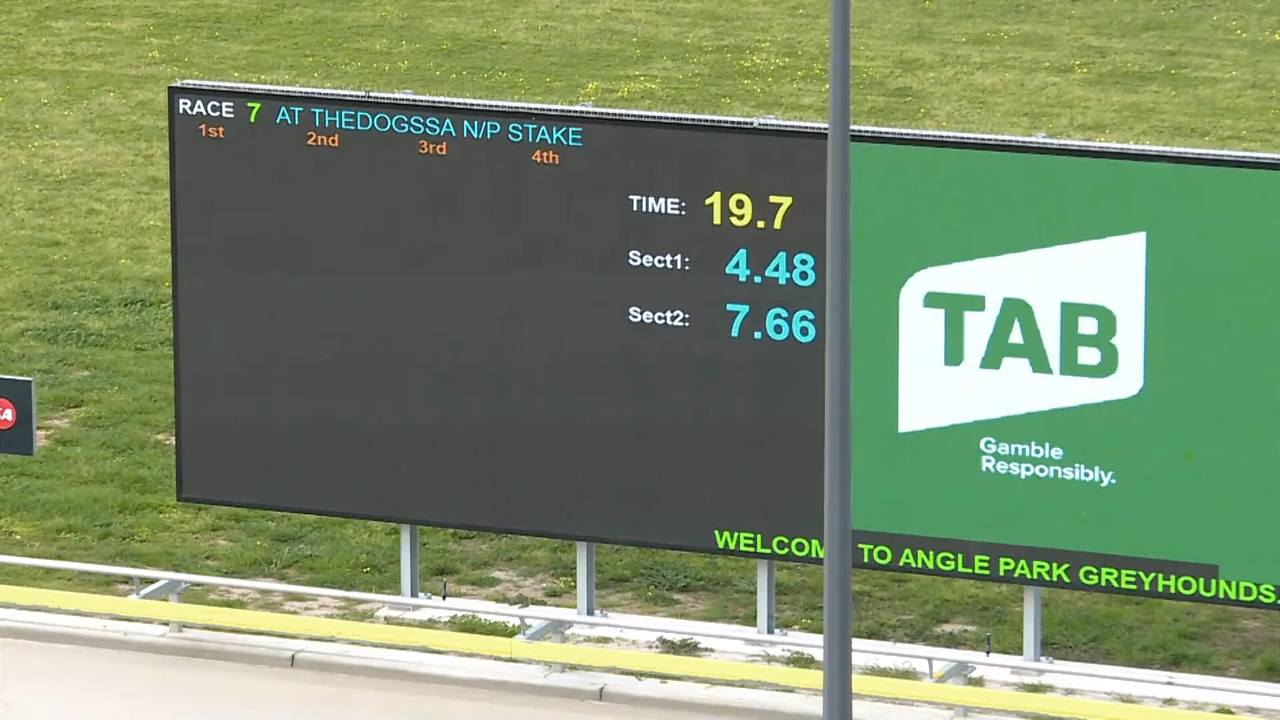 RACE 7 AT THEDOGSSA N/P STAKE
1st 2nd 3rd 4th
TIME: 19.7
Sect1: 4.48
Sect2: 7.66
TAB
Gamble
Responsibly.
WELCOM TO ANGLE PARK GREYHOUNDS.